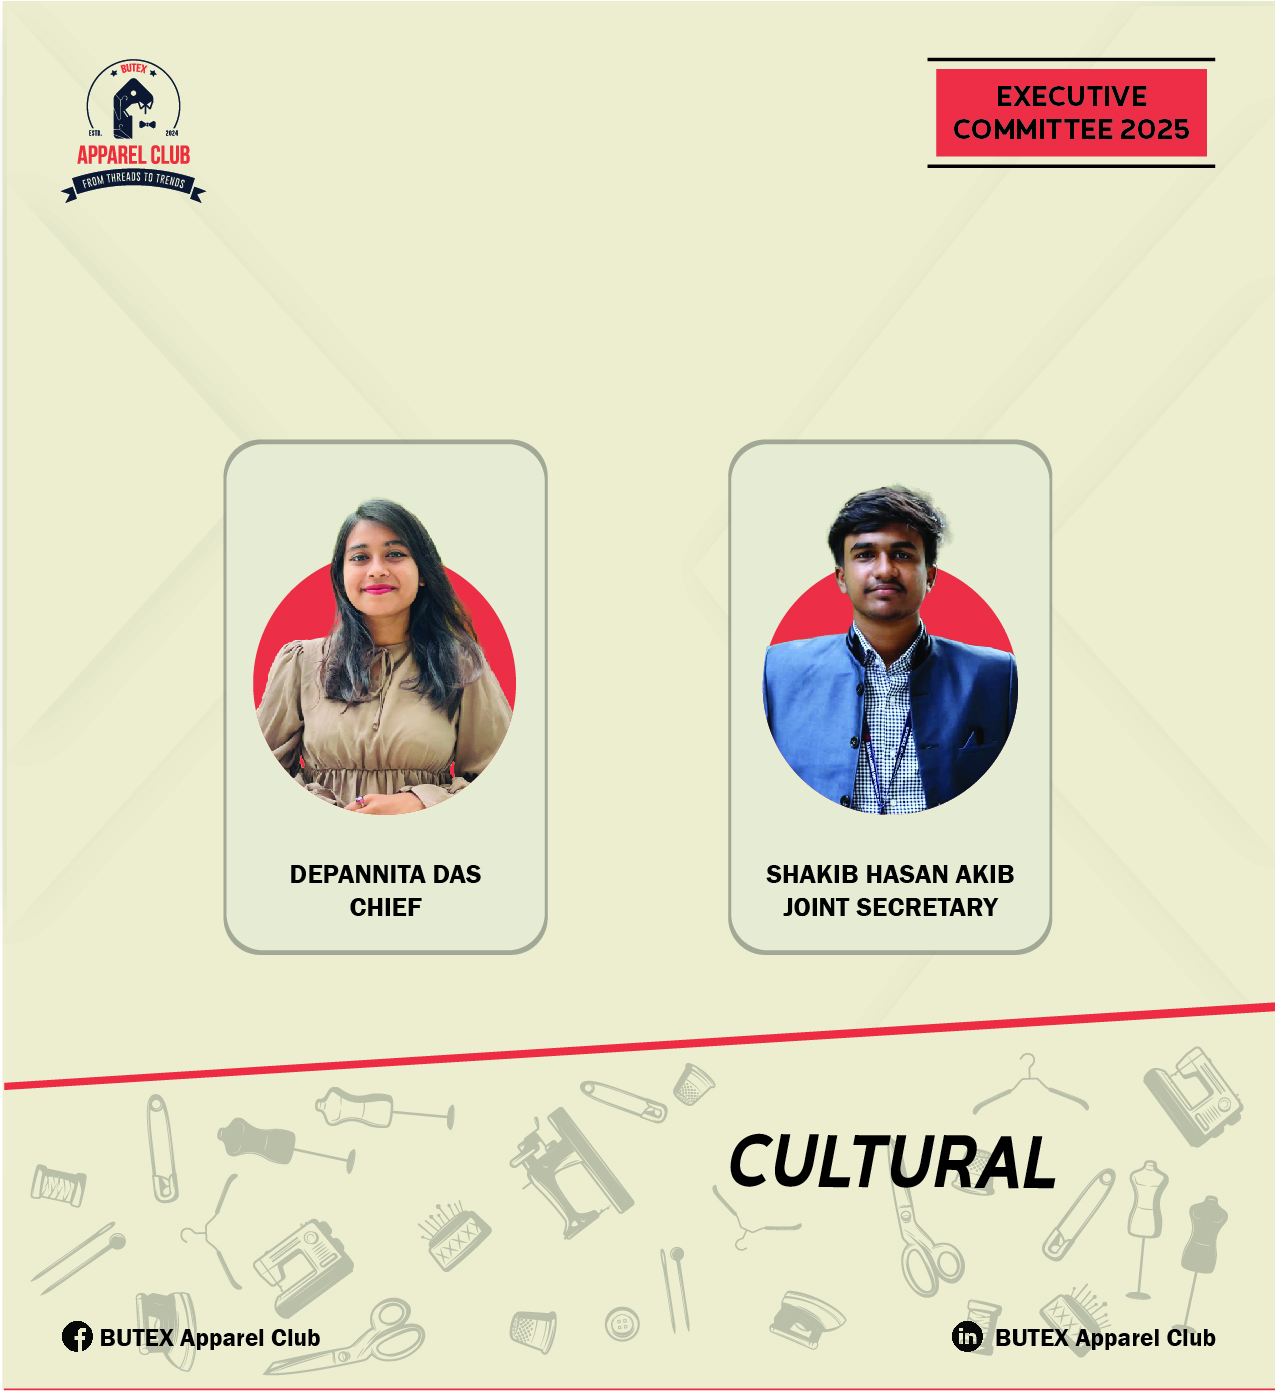 BUTEX
ESTD. 2024
APPAREL CLUB
FROM THREADS TO TRENDS
EXECUTIVE
COMMITTEE 2025
DEPANNITA DAS
CHIEF
SHAKIB HASAN AKIB
JOINT SECRETARY
CULTURAL
BUTEX Apparel Club
in BUTEX Apparel Club